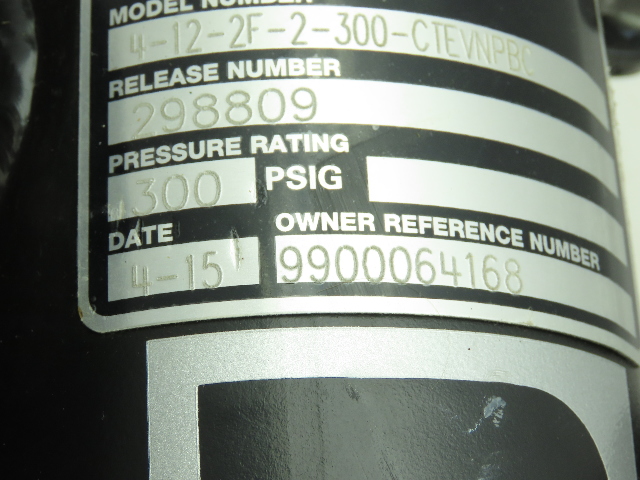 MODEL NUMBER
4-12-2F-2-300-CTEVNPBC
RELEASE NUMBER
298809
PRESSURE RATING
300 PSIG
DATE OWNER REFERENCE NUMBER
4-15 9900064168